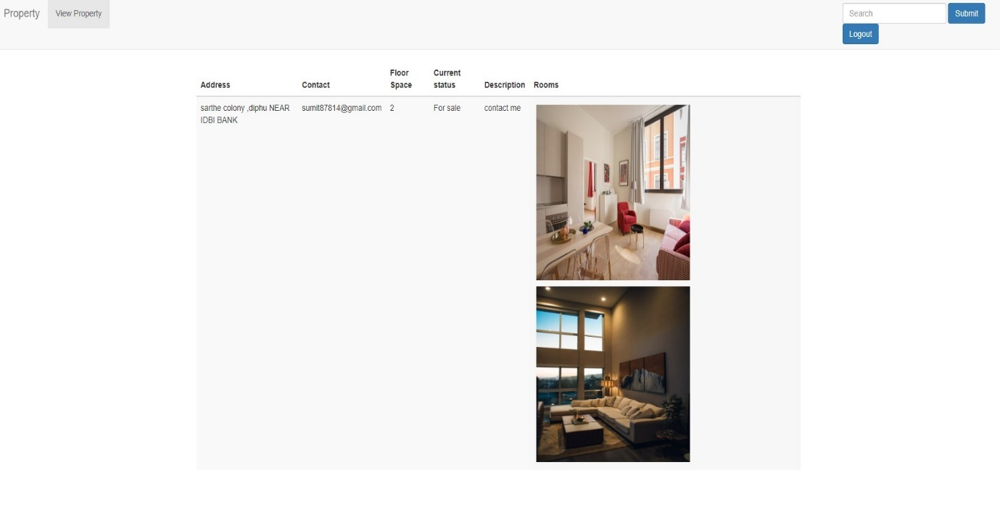 Property
View Property
Search
Submit
Logout
Floor
Current
Address
Contact
Space
status
Description
Rooms
sarthe colony ,diphu NEAR
IDBI BANK
sumit87814@gmail.com
2
For sale
contact me